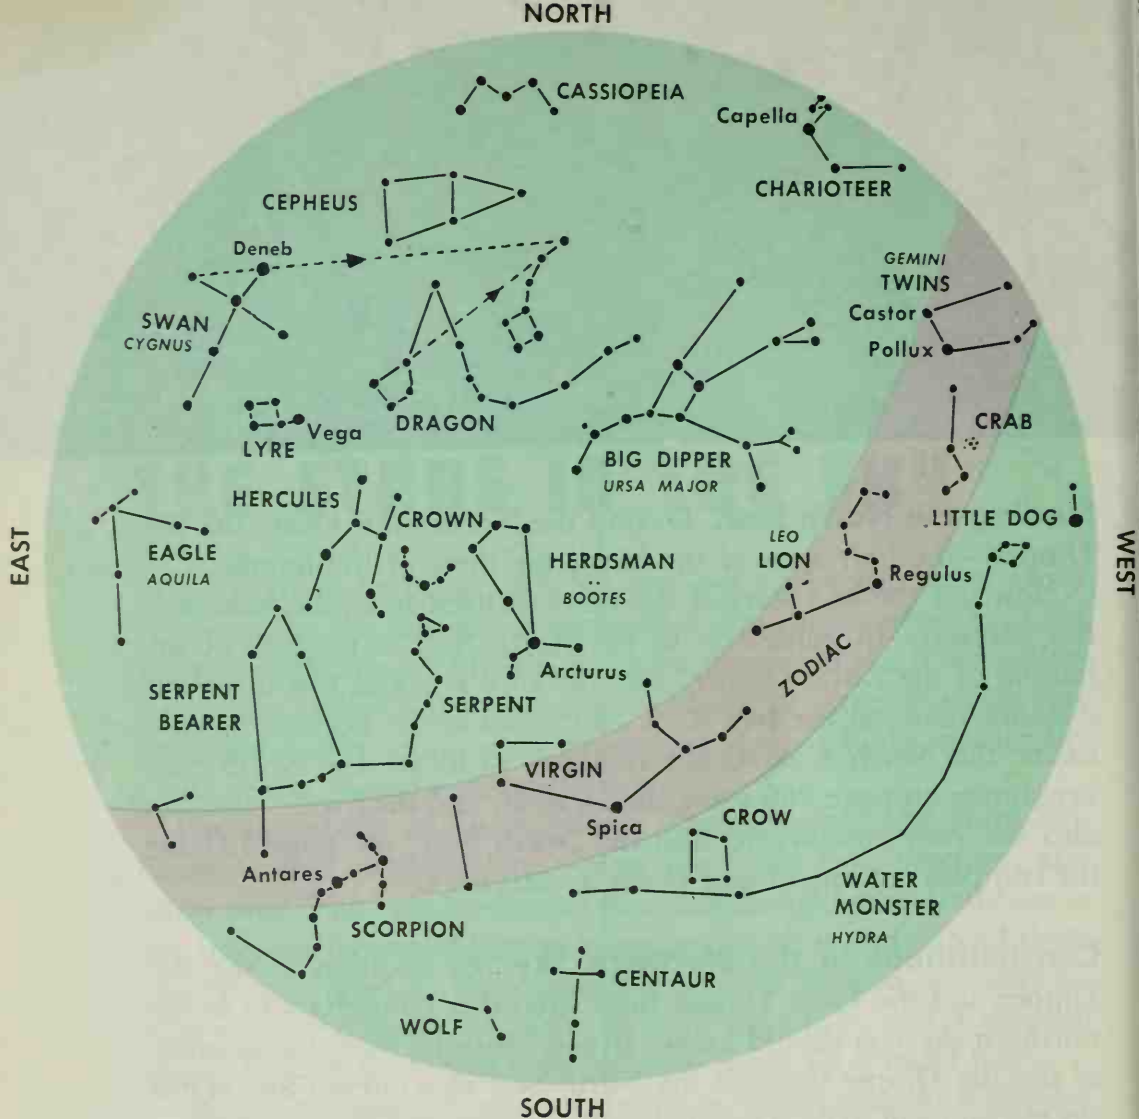 NORTH
CASSIOPEIA
Capella
CHARIOTEER
CEPHEUS
Deneb
GEMINI
TWINS
Castor
Pollux
SWAN
CYGNUS
DRAGON
LYRE
Vega
CRAB
BIG DIPPER
URSA MAJOR
HERCULES
CROWN
LITTLE DOG
EAST
EAGLE
AQUILA
HERDSMAN
BOÖTES
LEO
LION
Regulus
WEST
Arcturus
ZODIAC
SERPENT
BEARER
SERPENT
VIRGIN
Spica
CROW
Antares
SCORPION
WATER
MONSTER
HYDRA
CENTAUR
WOLF
SOUTH